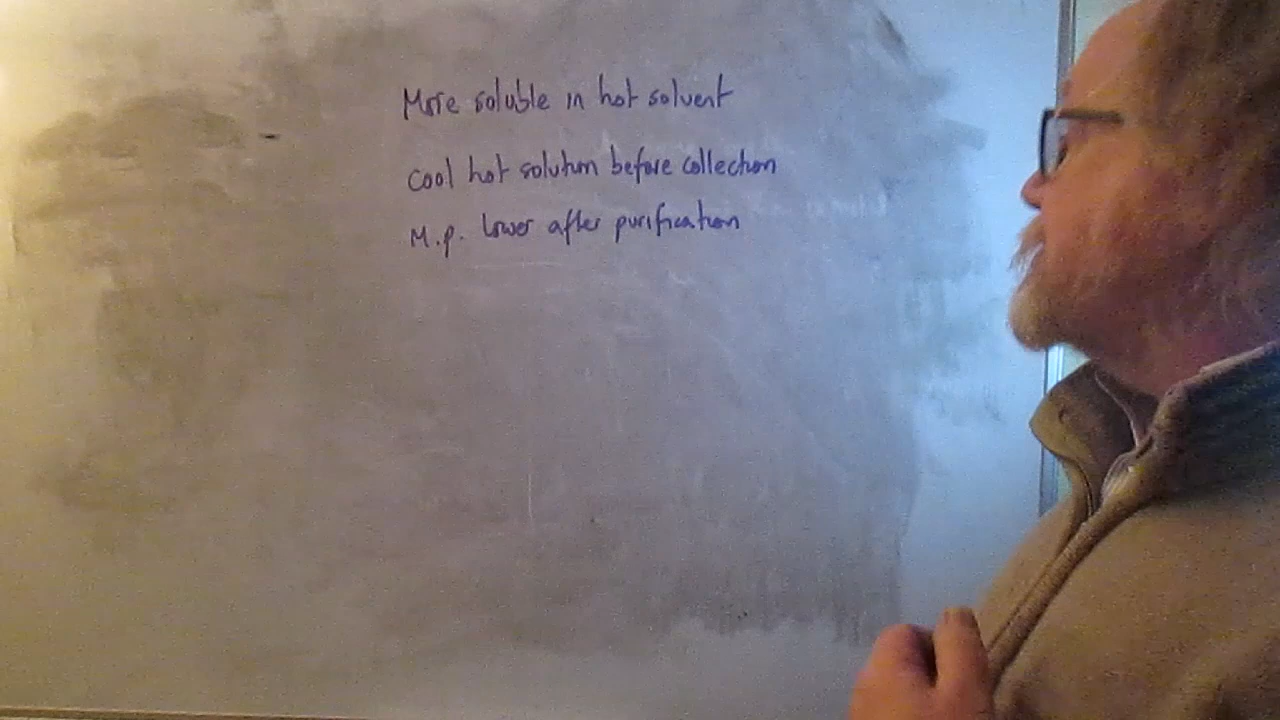 More soluble in hot solvent
Cool hot solution before collection
M.p. lower after purification